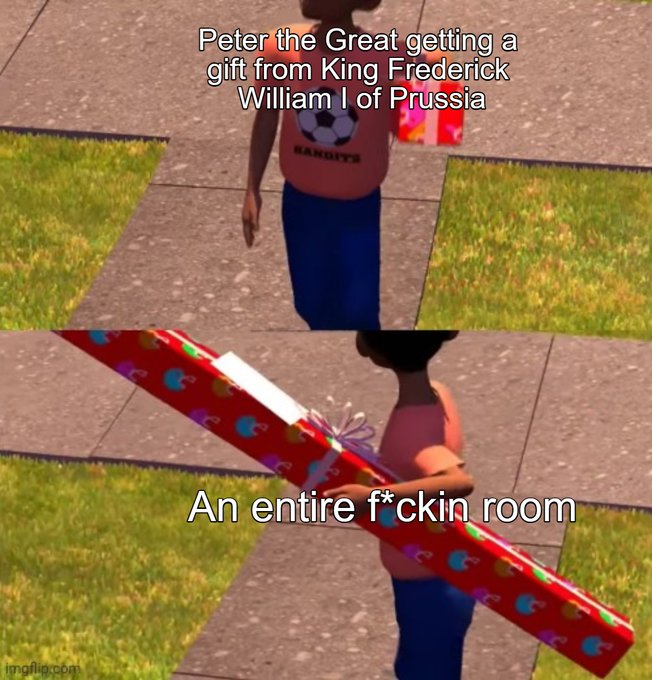 Peter the Great getting a
gift from King Frederick
William I of Prussia
BANDITS
An entire f*ckin room
imgflip.com